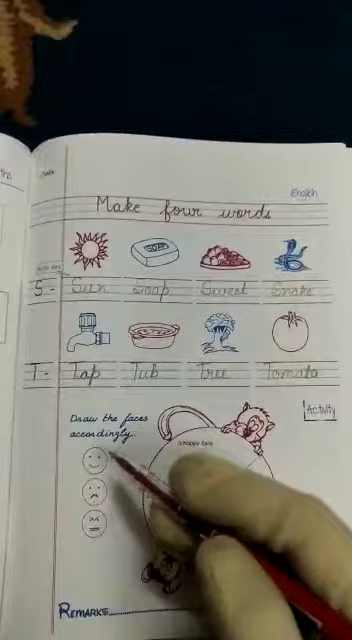 English
Make four words
SOAP
S - Sun Soap Sweet Snake
T - Tap Tub Tree Tomato
Draw the faces
accordingly.
Activity
a happy face
REMARKS